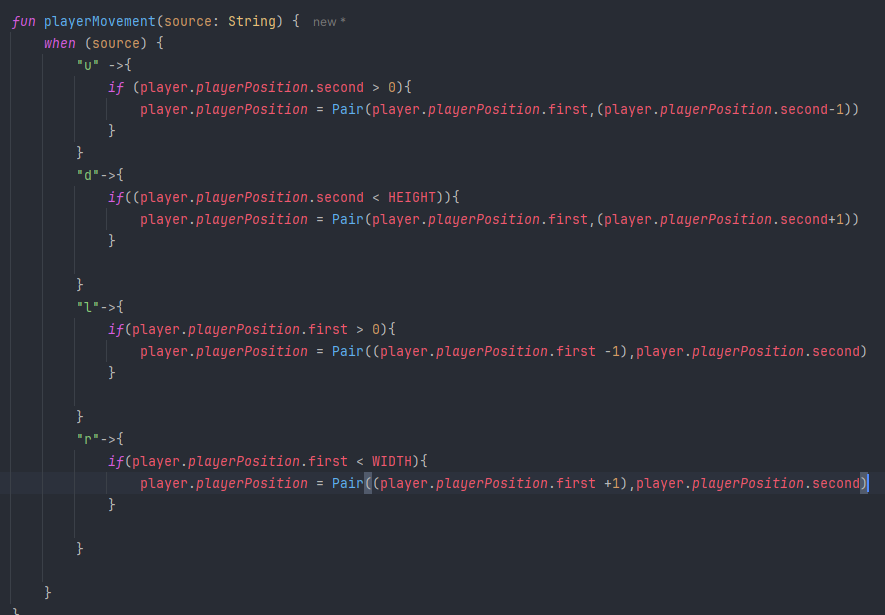 fun playerMovement(source: String) { new *
    when (source) {
        "u" ->{
            if (player.playerPosition.second > 0){
                player.playerPosition = Pair(player.playerPosition.first,(player.playerPosition.second-1))
            }
        }
        "d"->{
            if((player.playerPosition.second < HEIGHT)){
                player.playerPosition = Pair(player.playerPosition.first,(player.playerPosition.second+1))
            }
        }
        "l"->{
            if(player.playerPosition.first > 0){
                player.playerPosition = Pair((player.playerPosition.first -1),player.playerPosition.second)
            }
        }
        "r"->{
            if(player.playerPosition.first < WIDTH){
                player.playerPosition = Pair((player.playerPosition.first +1),player.playerPosition.second)
            }
        }
    }
}